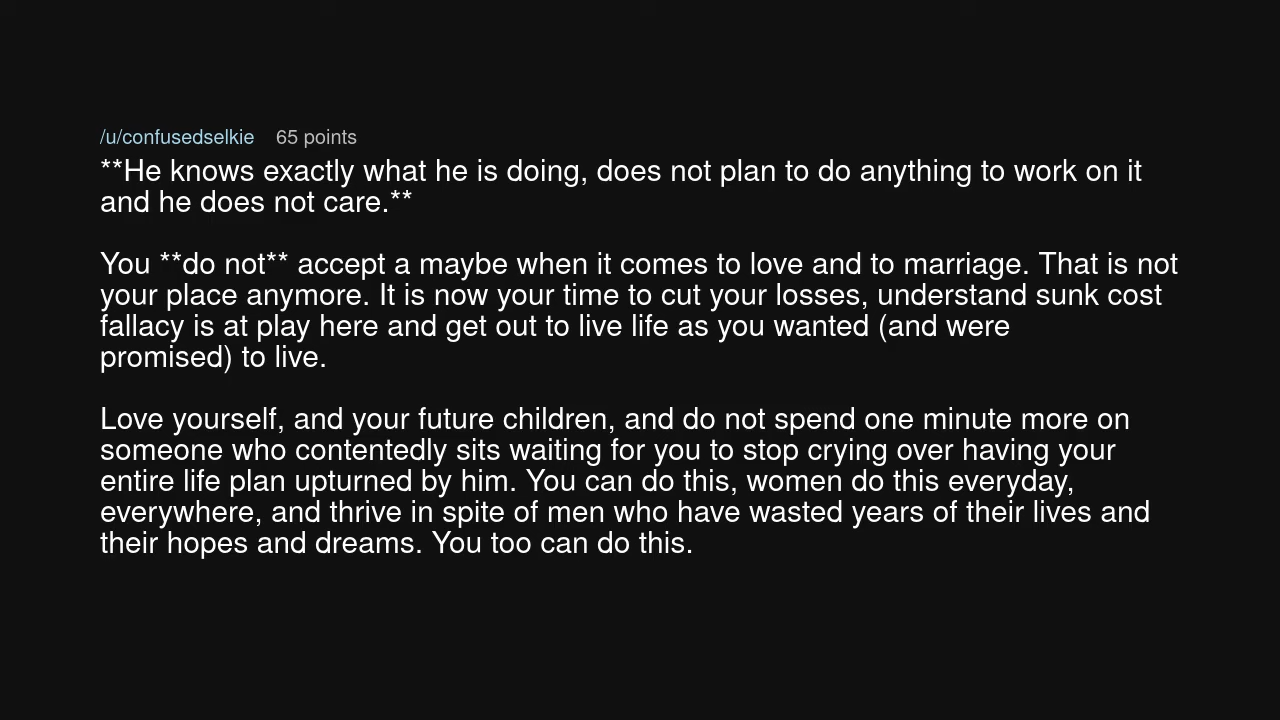 /u/confusedselkie 65 points
**He knows exactly what he is doing, does not plan to do anything to work on it
and he does not care.**
You **do not** accept a maybe when it comes to love and to marriage. That is not
your place anymore. It is now your time to cut your losses, understand sunk cost
fallacy is at play here and get out to live life as you wanted (and were
promised) to live.
Love yourself, and your future children, and do not spend one minute more on
someone who contentedly sits waiting for you to stop crying over having your
entire life plan upturned by him. You can do this, women do this everyday,
everywhere, and thrive in spite of men who have wasted years of their lives and
their hopes and dreams. You too can do this.